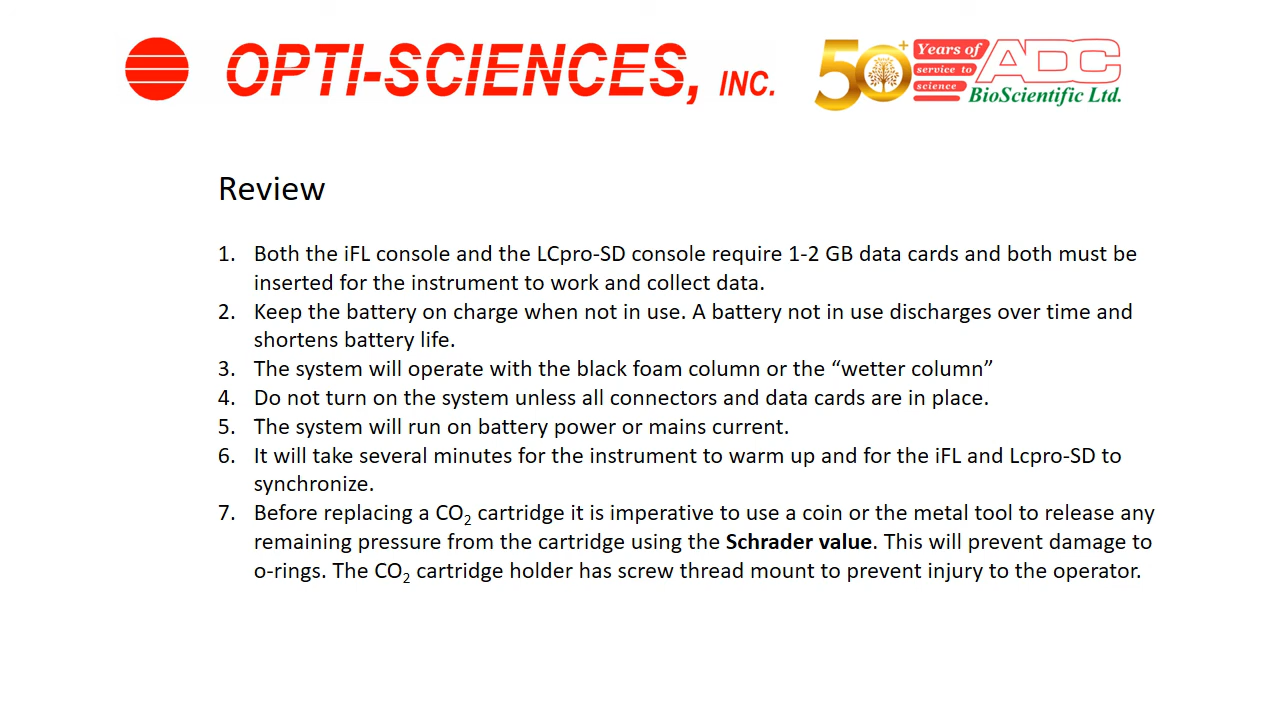 OPTI-SCIENCES, INC.
50+ Years of service to science ADC BioScientific Ltd.
Review
1. Both the iFL console and the LCpro-SD console require 1-2 GB data cards and both must be
inserted for the instrument to work and collect data.
2. Keep the battery on charge when not in use. A battery not in use discharges over time and
shortens battery life.
3. The system will operate with the black foam column or the “wetter column”
4. Do not turn on the system unless all connectors and data cards are in place.
5. The system will run on battery power or mains current.
6. It will take several minutes for the instrument to warm up and for the iFL and Lcpro-SD to
synchronize.
7. Before replacing a CO₂ cartridge it is imperative to use a coin or the metal tool to release any
remaining pressure from the cartridge using the Schrader value. This will prevent damage to
o-rings. The CO₂ cartridge holder has screw thread mount to prevent injury to the operator.